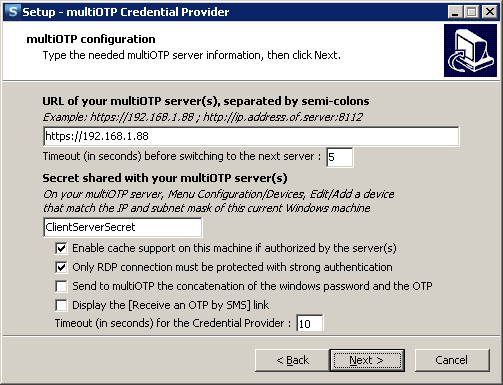 Setup - multiOTP Credential Provider
multiOTP configuration
Type the needed multiOTP server information, then click Next.
URL of your multiOTP server(s), separated by semi-colons
Example: https://192.168.1.88 ; http://ip.address.of.server:8112
https://192.168.1.88
Timeout (in seconds) before switching to the next server : 5
Secret shared with your multiOTP server(s)
On your multiOTP server, Menu Configuration/Devices, Edit/Add a device
that match the IP and subnet mask of this current Windows machine
ClientServerSecret
Enable cache support on this machine if authorized by the server(s)
Only RDP connection must be protected with strong authentication
Send to multiOTP the concatenation of the windows password and the OTP
Display the [Receive an OTP by SMS] link
Timeout (in seconds) for the Credential Provider : 10
< Back Next > Cancel